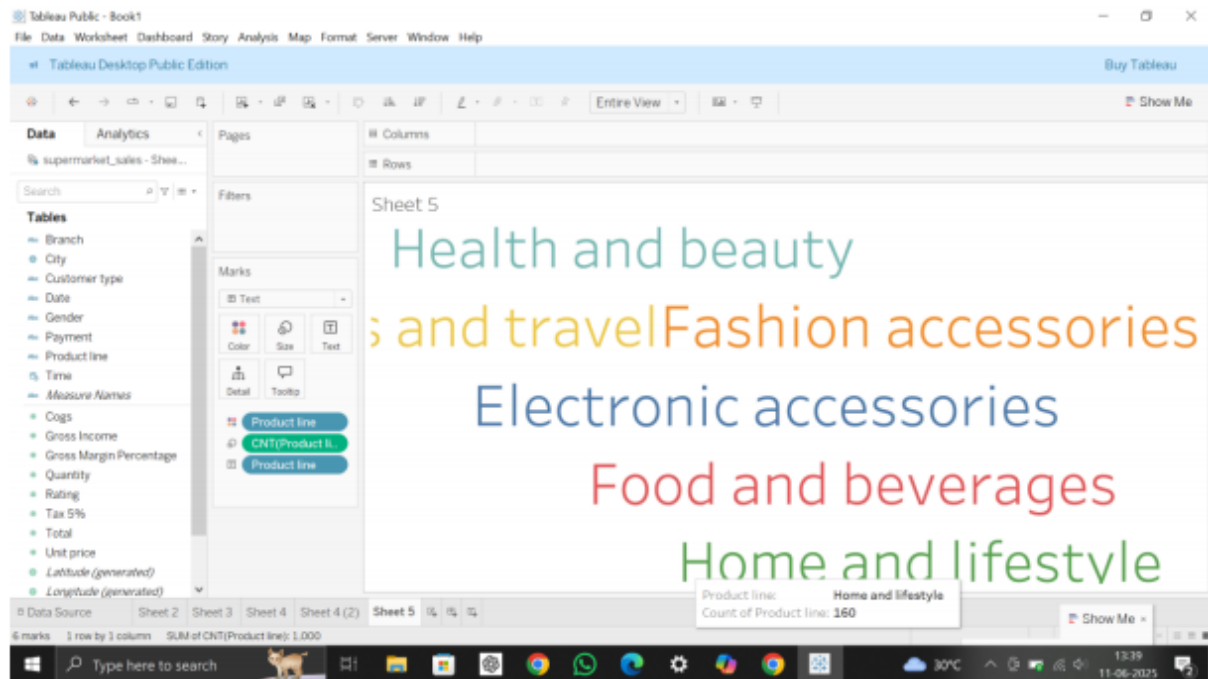 Tableau Public - Book1
File Data Worksheet Dashboard Story Analysis Map Format Server Window Help
Tableau Desktop Public Edition Buy Tableau
Entire View Show Me
Data Analytics Pages Columns
supermarket_sales - Shee... Rows
Search Filters
Tables
Branch
City
Customer type
Date
Gender
Payment
Product line
Time
Measure Names
Cogs
Gross Income
Gross Margin Percentage
Quantity
Rating
Tax 5%
Total
Unit price
Latitude (generated)
Longitude (generated)
Marks
Text
Color Size Text
Detail Tooltip
Product line
CNT(Product li..
Product line
Sheet 5
Health and beauty
s and travel Fashion accessories
Electronic accessories
Food and beverages
Home and lifestyle
Product line: Home and lifestyle
Count of Product line: 160
Data Source Sheet 2 Sheet 3 Sheet 4 Sheet 4 (2) Sheet 5
Show Me ×
6 marks 1 row by 1 column SUM of CNT(Product line): 1,000
Type here to search 30°C 13:39
11-06-2025
2